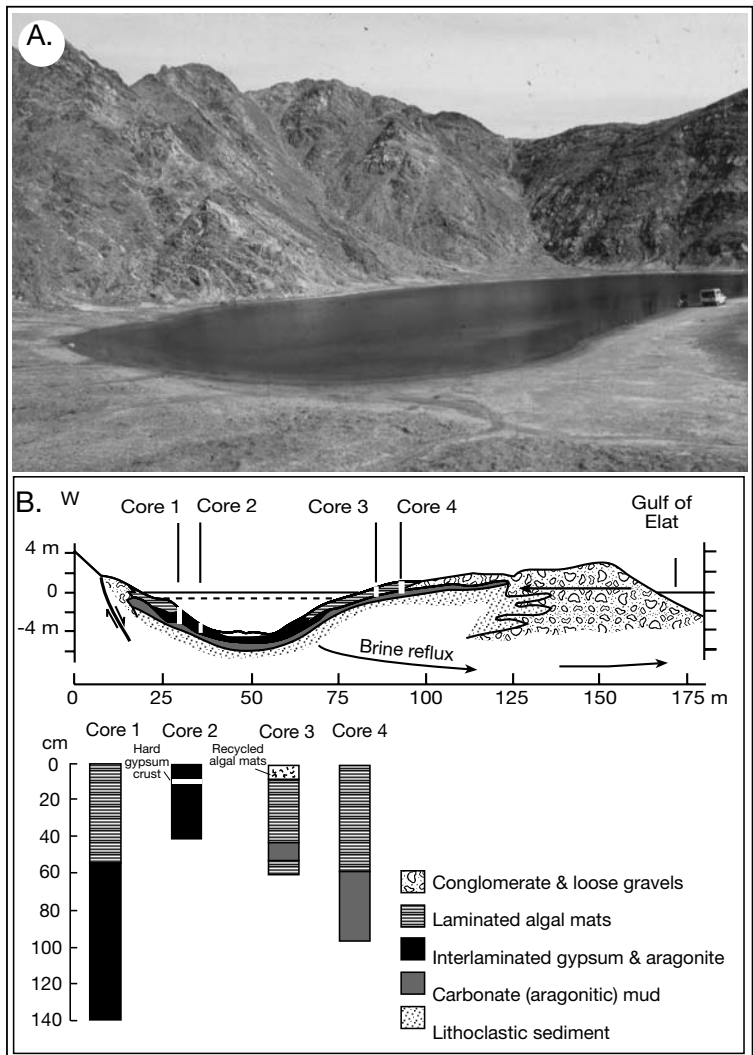 A.
B. W
Core 1 Core 2 Core 3 Core 4
Gulf of
Elat
4 m
0
-4 m
Brine reflux
0 25 50 75 100 125 150 175 m
Core 1 Core 2 Core 3 Core 4
cm
Hard
gypsum
crust
Recycled
algal mats
0
20
40
60
80
100
120
140
Conglomerate & loose gravels
Laminated algal mats
Interlaminated gypsum & aragonite
Carbonate (aragonitic) mud
Lithoclastic sediment